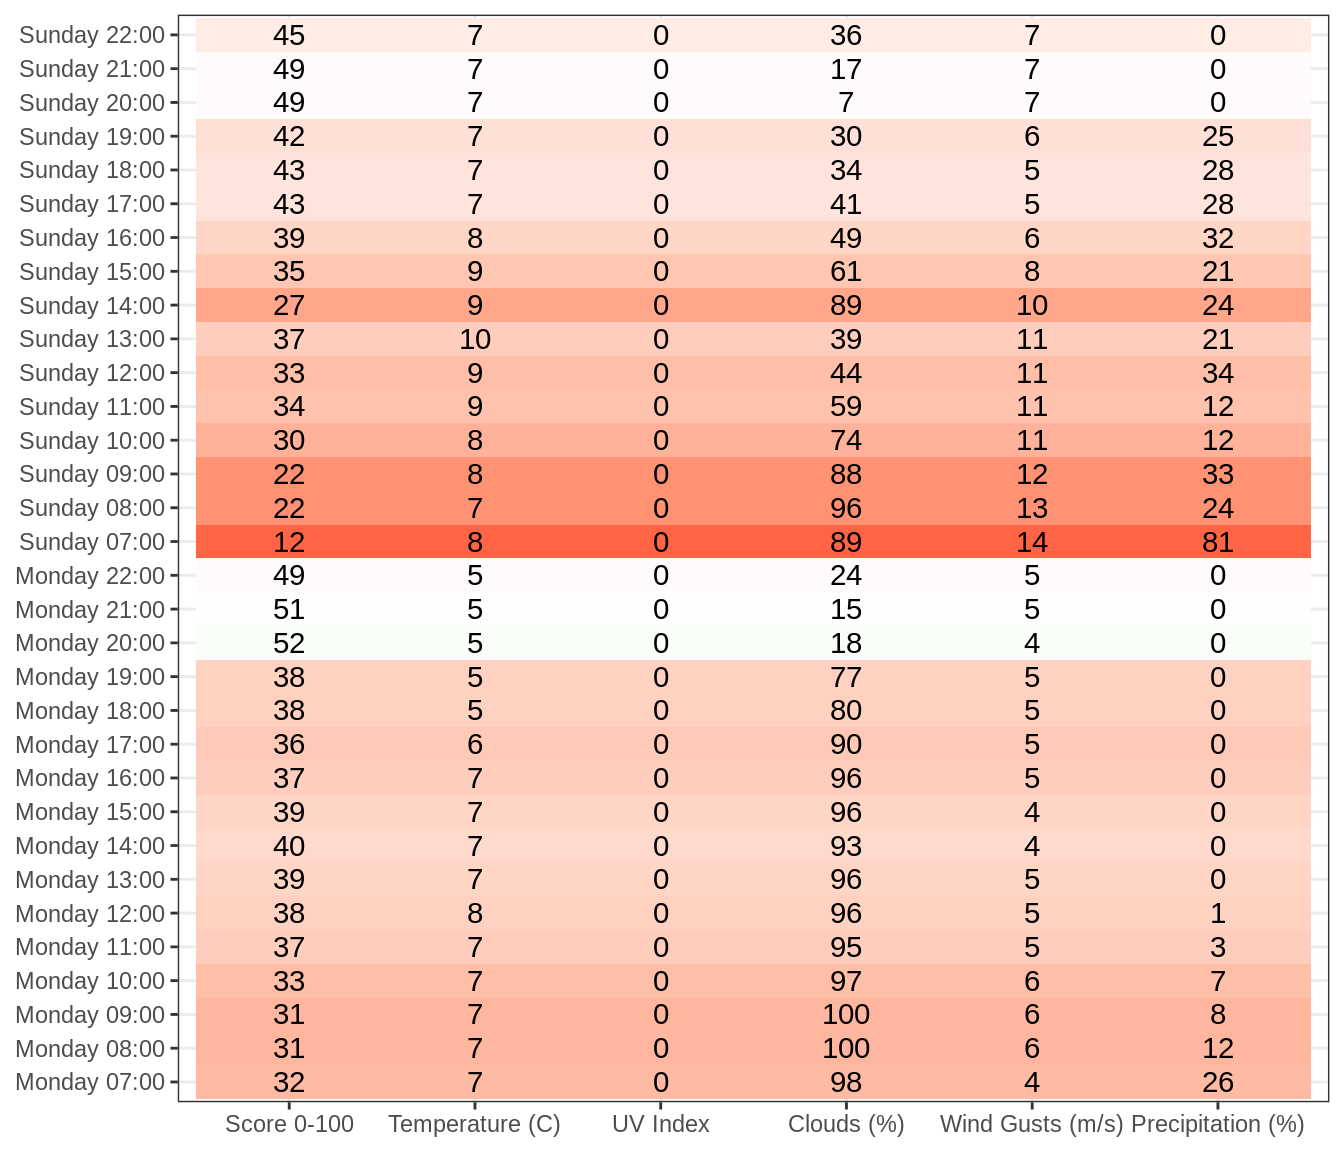 Sunday 22:00 45 7 0 36 7 0
Sunday 21:00 49 7 0 17 7 0
Sunday 20:00 49 7 0 7 7 0
Sunday 19:00 42 7 0 30 6 25
Sunday 18:00 43 7 0 34 5 28
Sunday 17:00 43 7 0 41 5 28
Sunday 16:00 39 8 0 49 6 32
Sunday 15:00 35 9 0 61 8 21
Sunday 14:00 27 9 0 89 10 24
Sunday 13:00 37 10 0 39 11 21
Sunday 12:00 33 9 0 44 11 34
Sunday 11:00 34 9 0 59 11 12
Sunday 10:00 30 8 0 74 11 12
Sunday 09:00 22 8 0 88 12 33
Sunday 08:00 22 7 0 96 13 24
Sunday 07:00 12 8 0 89 14 81
Monday 22:00 49 5 0 24 5 0
Monday 21:00 51 5 0 15 5 0
Monday 20:00 52 5 0 18 4 0
Monday 19:00 38 5 0 77 5 0
Monday 18:00 38 5 0 80 5 0
Monday 17:00 36 6 0 90 5 0
Monday 16:00 37 7 0 96 5 0
Monday 15:00 39 7 0 96 4 0
Monday 14:00 40 7 0 93 4 0
Monday 13:00 39 7 0 96 5 0
Monday 12:00 38 8 0 96 5 1
Monday 11:00 37 7 0 95 5 3
Monday 10:00 33 7 0 97 6 7
Monday 09:00 31 7 0 100 6 8
Monday 08:00 31 7 0 100 6 12
Monday 07:00 32 7 0 98 4 26
Score 0-100 Temperature (C) UV Index Clouds (%) Wind Gusts (m/s) Precipitation (%)